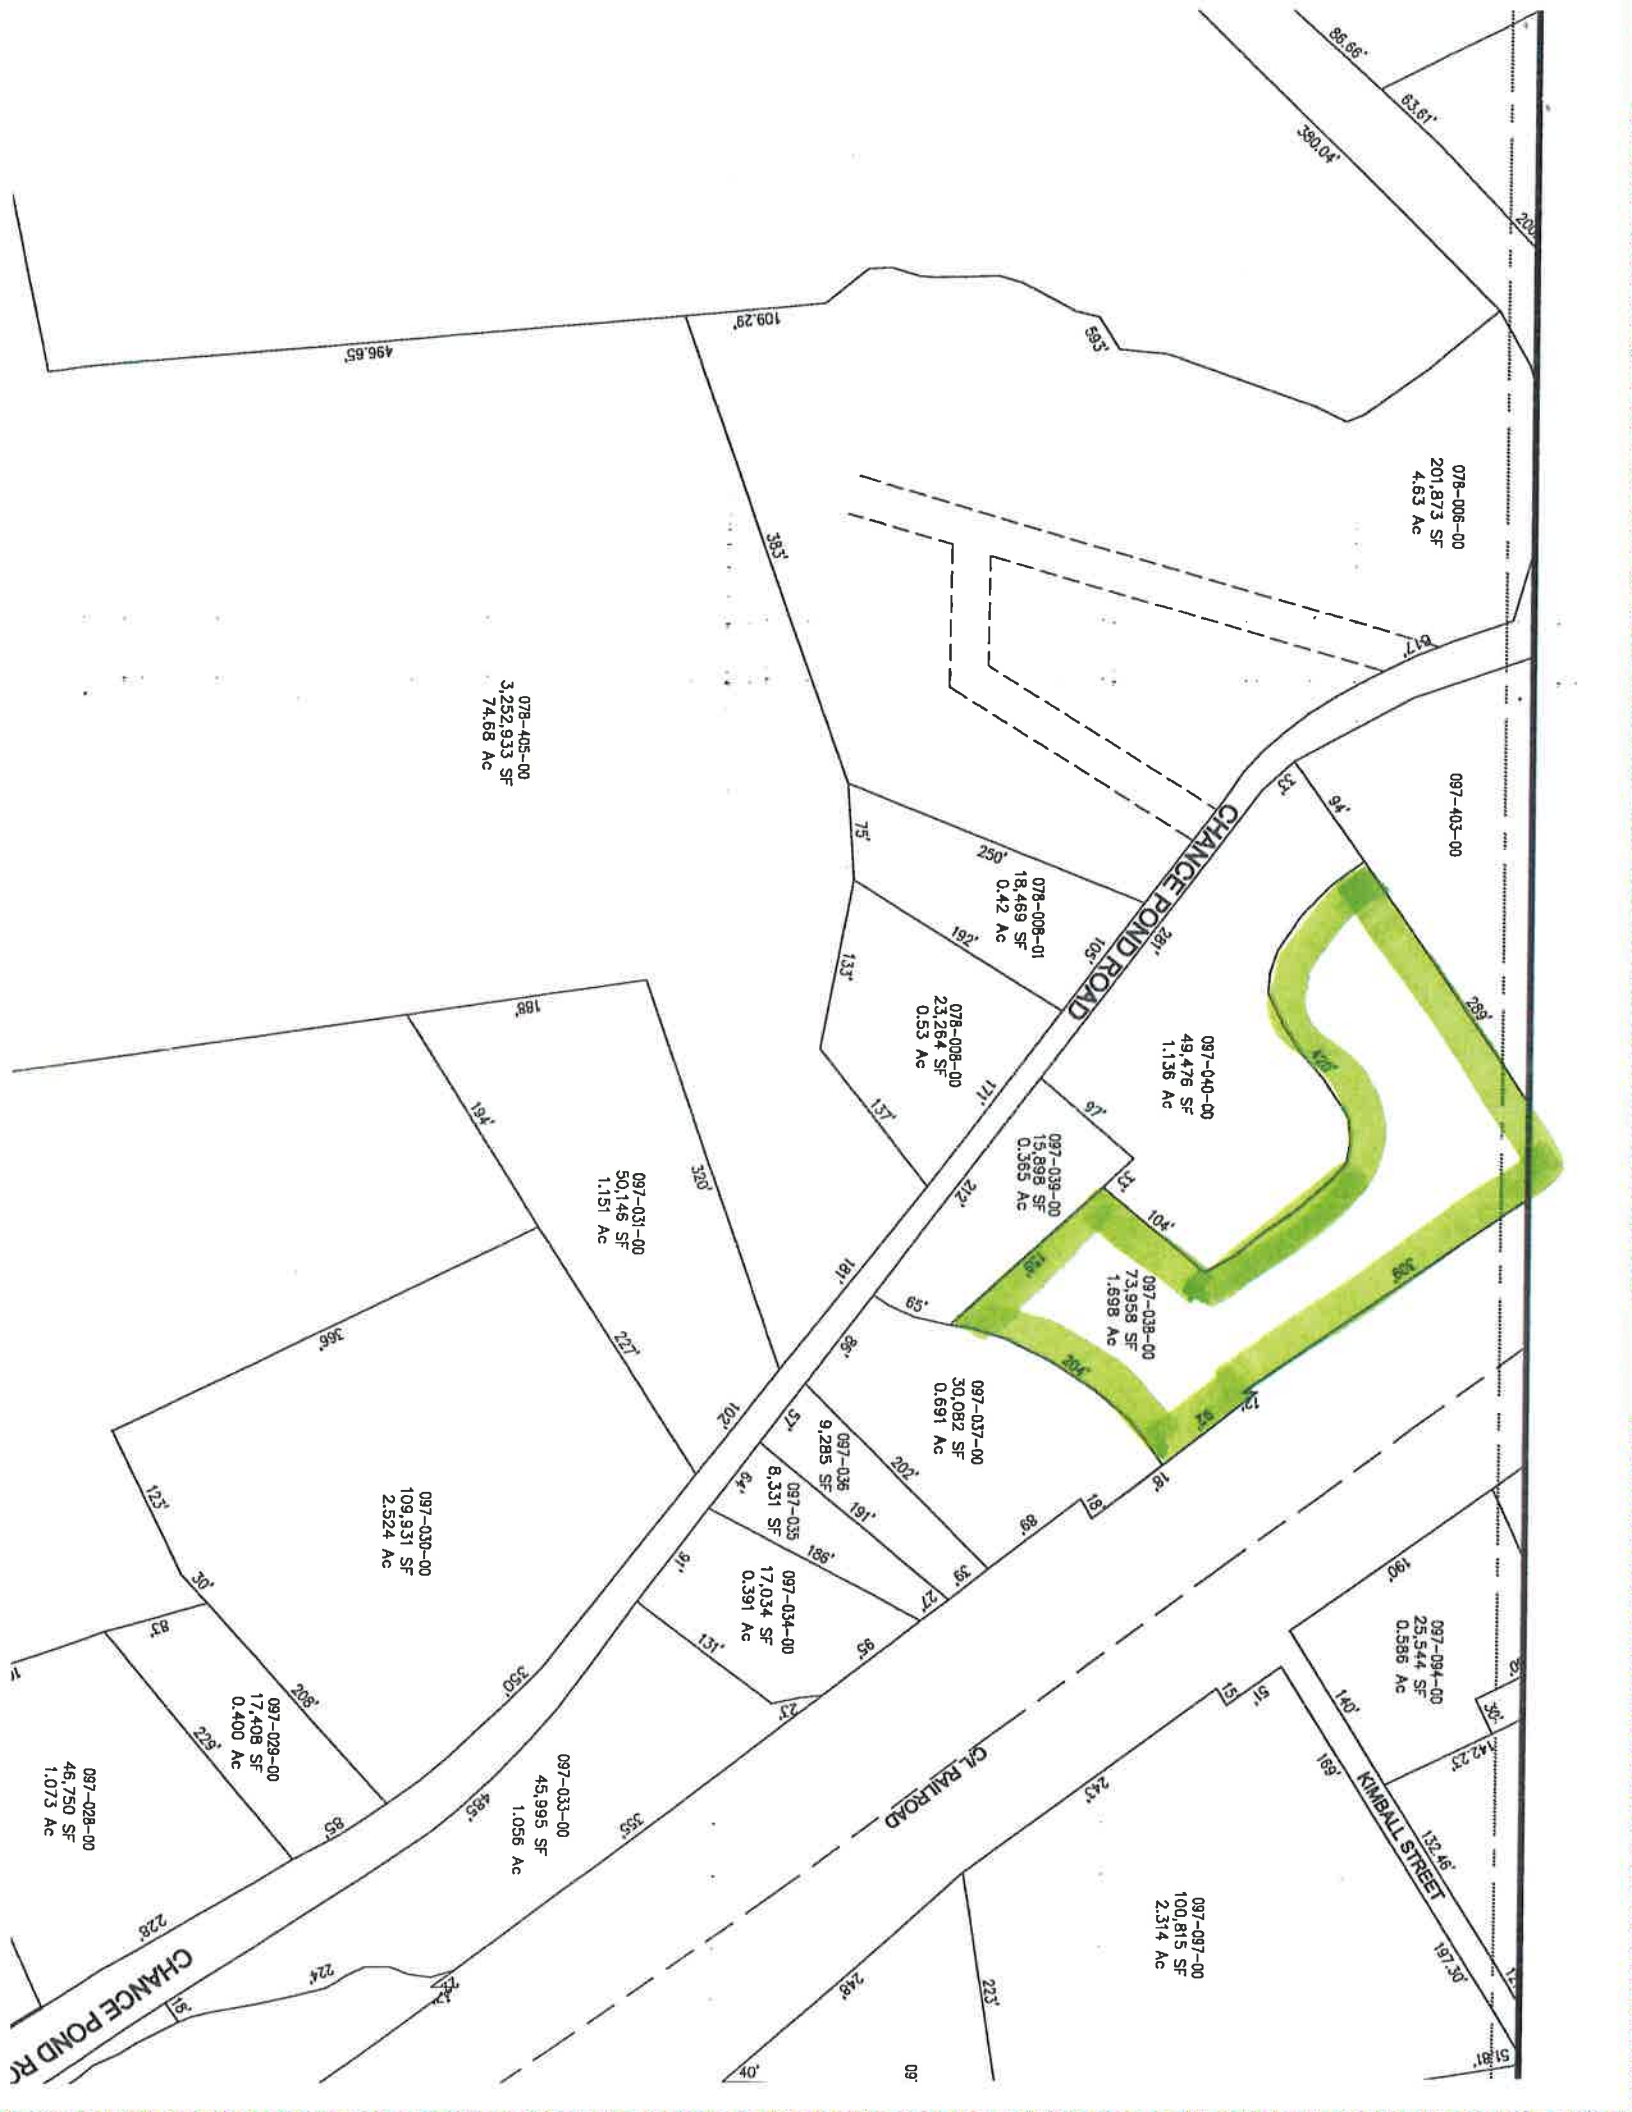 86.66'
63.61'
200.
380.04'
593'
109.29'
496.65'
383'
078-006-00
201,873 SF
4.63 Ac
617'
078-405-00
3,252,933 SF
74.68 Ac
097-403-00
33'
94'
CHANCE POND ROAD
281'
105'
75'
250'
078-008-01
18,469 SF
0.42 Ac
192'
133'
078-008-00
23,264 SF
0.53 Ac
171'
137'
289'
426'
097-040-00
49,476 SF
1.136 Ac
97'
33'
097-039-00
15,898 SF
0.365 Ac
212'
104'
097-038-00
73,958 SF
1.698 Ac
309'
204'
92'
12'
188'
194'
320'
097-031-00
50,146 SF
1.151 Ac
181'
227'
366'
65'
86'
097-037-00
30,082 SF
0.691 Ac
18'
18'
89'
102'
57'
097-036
9,285 SF
202'
39'
191'
64'
097-035
8,331 SF
186'
27'
91'
097-034-00
17,034 SF
0.391 Ac
95'
131'
23'
123'
097-030-00
109,931 SF
2.524 Ac
30'
83'
208'
350'
097-029-00
17,408 SF
0.400 Ac
229'
85'
485'
097-028-00
46,750 SF
1.073 Ac
097-033-00
45,995 SF
1.056 Ac
355'
C/L RAILROAD
190'
097-094-00
25,544 SF
0.586 Ac
30'
142.23'
140'
51'
15'
169'
KIMBALL STREET
132.46'
197.30'
243'
097-097-00
100,815 SF
2.314 Ac
248'
223'
228'
224'
18'
CHANCE POND RO
40'
09
51.81'